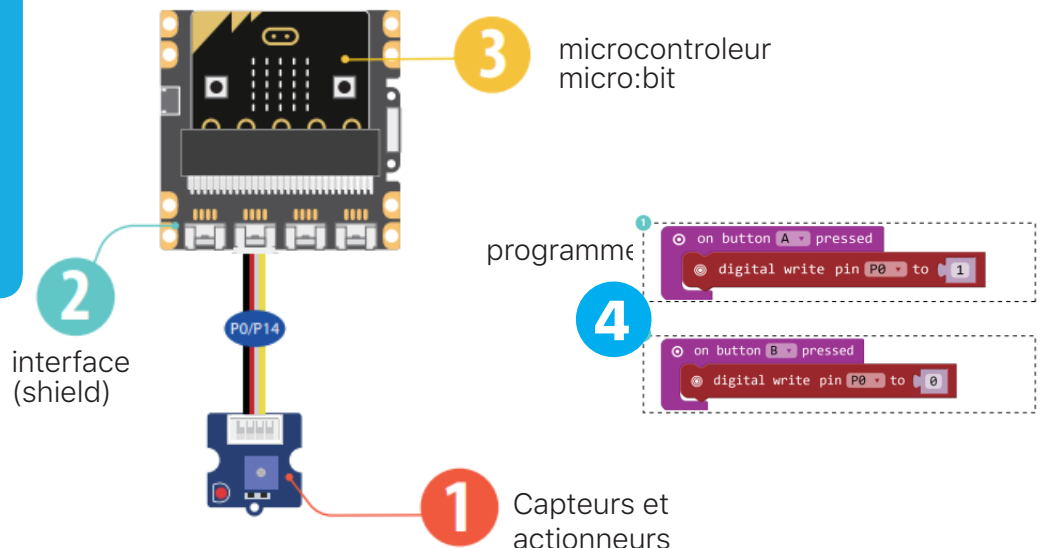 3
microcontroleur
micro:bit
programme
1
on button A pressed
digital write pin P0 to 1
4
on button B pressed
digital write pin P0 to 0
2
interface
(shield)
P0/P14
1
Capteurs et
actionneurs